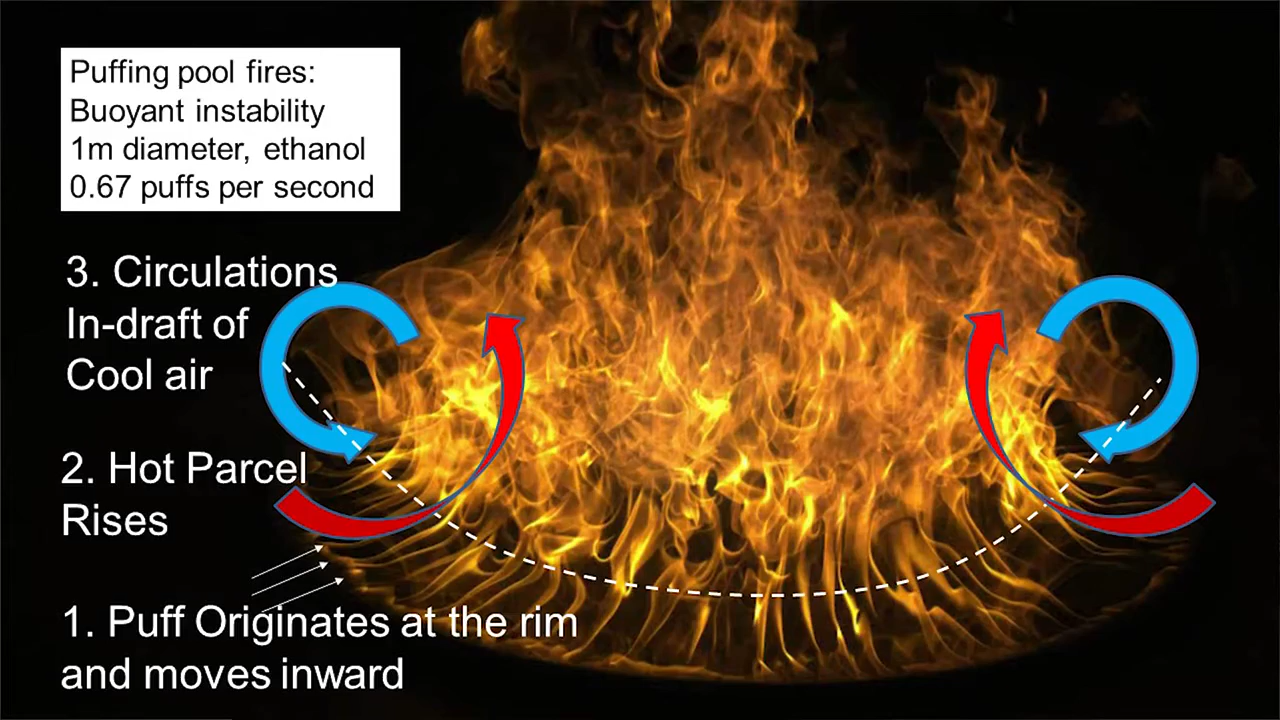 Puffing pool fires:
Buoyant instability
1m diameter, ethanol
0.67 puffs per second
3. Circulations
In-draft of
Cool air
2. Hot Parcel
Rises
1. Puff Originates at the rim
and moves inward